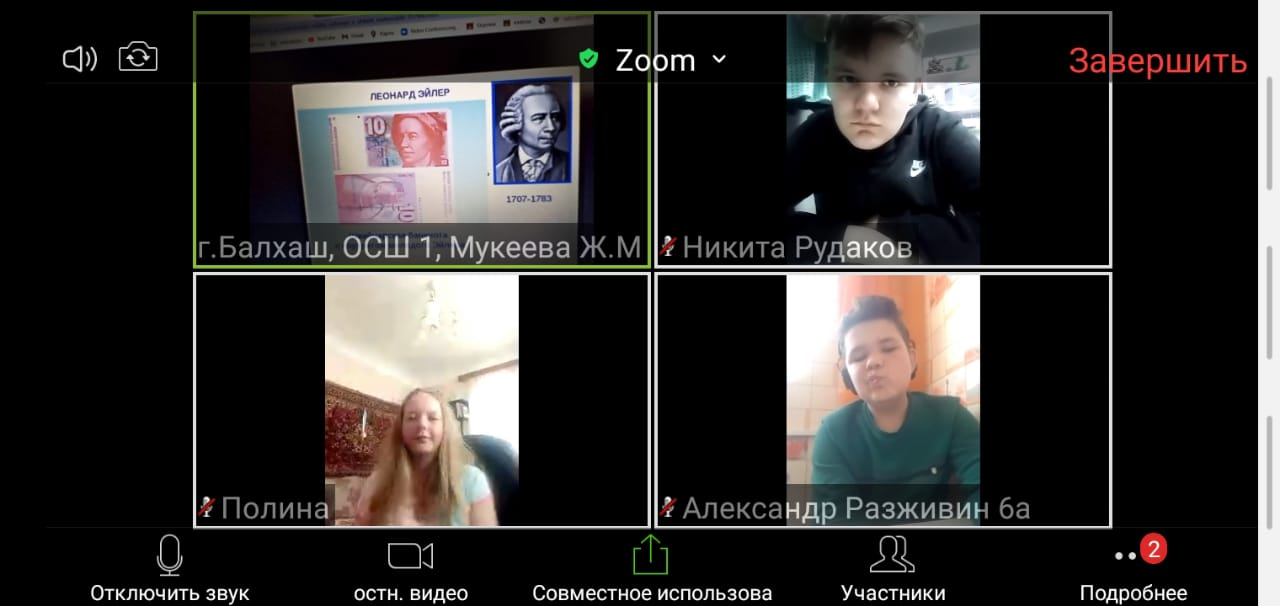 Zoom
Завершить
ЛЕОНАРД ЭЙЛЕР
10
10
1707-1783
г.Балхаш, ОСШ 1, Мукеева Ж.М
Никита Рудаков
Полина
Александр Разживин 6а
2
Отключить звук
остн. видео
Совместное использова
Участники
Подробнее